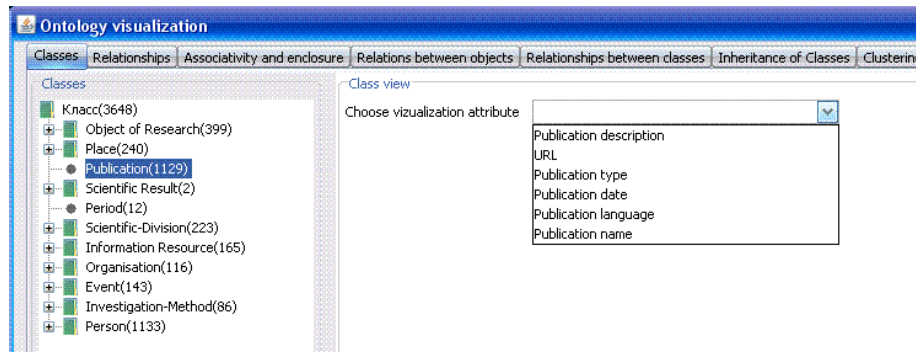 Ontology visualization
Classes Relationships Associativity and enclosure Relations between objects Relationships between classes Inheritance of Classes Clusterin
Classes
Класс(3648)
Object of Research(399)
Place(240)
Publication(1129)
Scientific Result(2)
Period(12)
Scientific-Division(223)
Information Resource(165)
Organisation(116)
Event(143)
Investigation-Method(86)
Person(1133)
Class view
Choose vizualization attribute
Publication description
URL
Publication type
Publication date
Publication language
Publication name